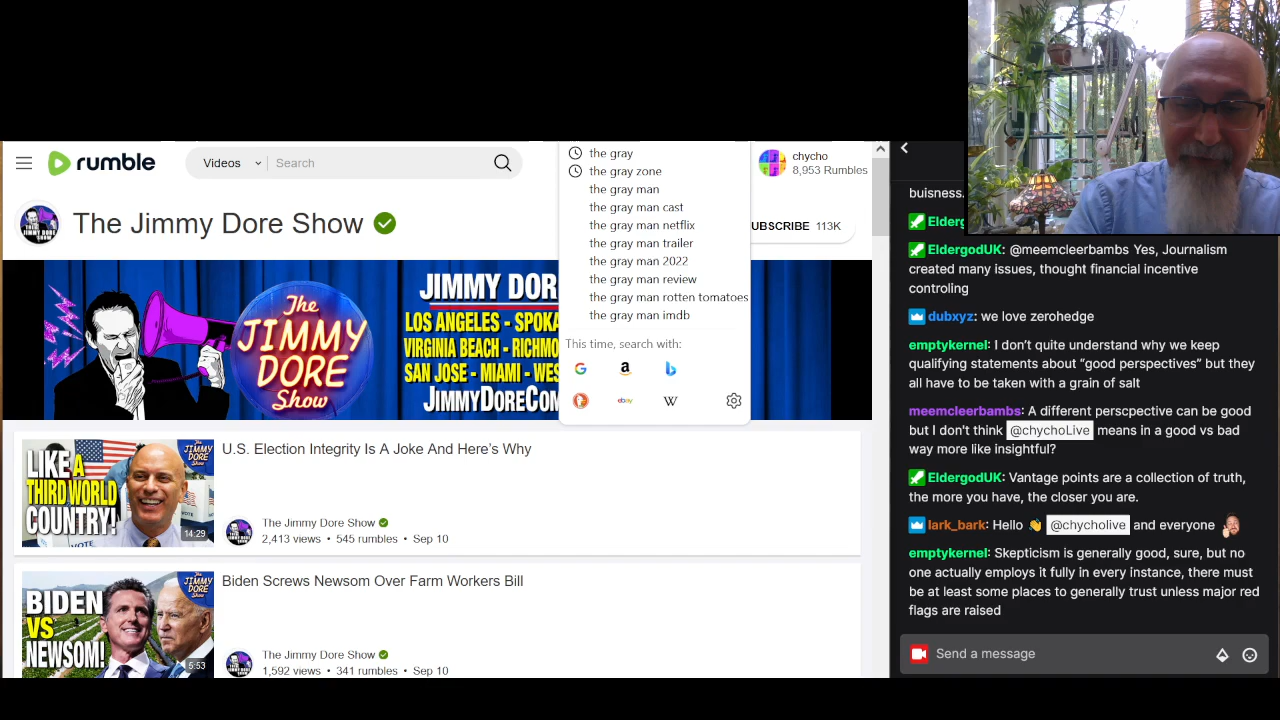 rumble
Videos
Search
chycho
8,953 Rumbles
The Jimmy Dore Show
UBSCRIBE 113K
The
JIMMY
DORE
Show
JIMMY DOR
LOS ANGELES - SPOKA
VIRGINIA BEACH - RICHMO
SAN JOSE - MIAMI - WES
JIMMYDORECom
the gray
the gray zone
the gray man
the gray man cast
the gray man netflix
the gray man trailer
the gray man 2022
the gray man review
the gray man rotten tomatoes
the gray man imdb
This time, search with:
LIKE A
THIRD WORLD
COUNTRY!
VOTE
JIMMY
DORE
14:29
U.S. Election Integrity Is A Joke And Here's Why
The Jimmy Dore Show
2,413 views • 545 rumbles • Sep 10
BIDEN
VS
NEWSOM!
JIMMY
DORE
5:53
Biden Screws Newsom Over Farm Workers Bill
The Jimmy Dore Show
1,592 views • 341 rumbles • Sep 10
buisness.
Elderg
EldergodUK: @meemcleerbambs Yes, Journalism
created many issues, thought financial incentive
controling
dubxyz: we love zerohedge
emptykernel: I don't quite understand why we keep
qualifying statements about “good perspectives” but they
all have to be taken with a grain of salt
meemcleerbambs: A different perscpective can be good
but I don't think @chychoLive means in a good vs bad
way more like insightful?
EldergodUK: Vantage points are a collection of truth,
the more you have, the closer you are.
lark_bark: Hello 👋 @chycholive and everyone
emptykernel: Skepticism is generally good, sure, but no
one actually employs it fully in every instance, there must
be at least some places to generally trust unless major red
flags are raised
Send a message